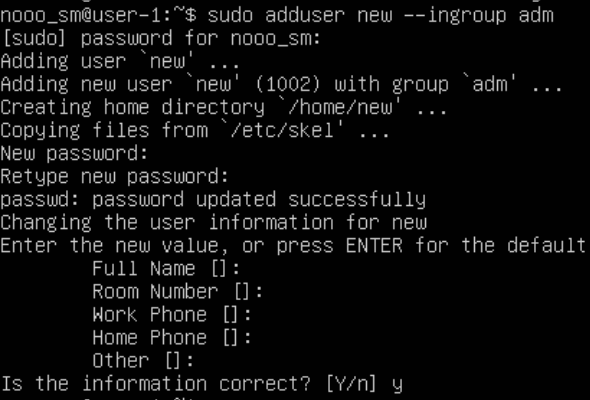 nooo_sm@user-1:~$ sudo adduser new --ingroup adm
[sudo] password for nooo_sm:
Adding user `new' ...
Adding new user `new' (1002) with group `adm' ...
Creating home directory `/home/new' ...
Copying files from `/etc/skel' ...
New password:
Retype new password:
passwd: password updated successfully
Changing the user information for new
Enter the new value, or press ENTER for the default
Full Name []:
Room Number []:
Work Phone []:
Home Phone []:
Other []:
Is the information correct? [Y/n] y